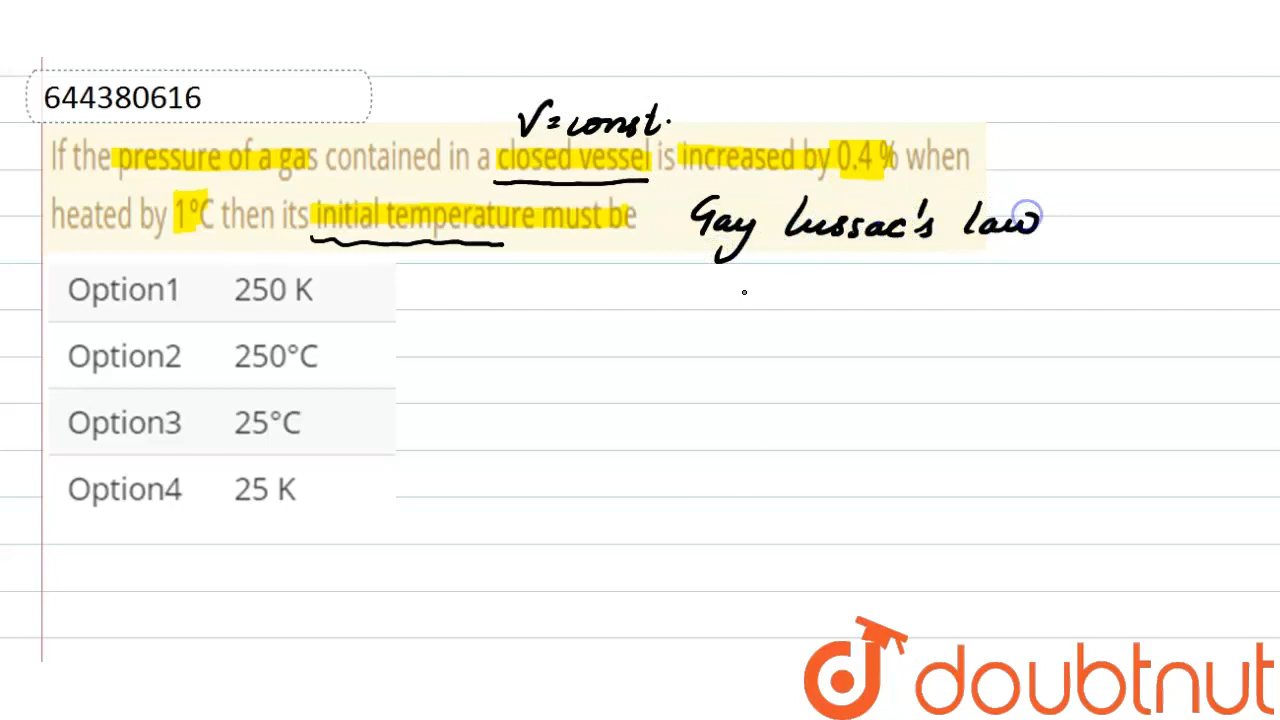 644380616
V = const.
If the pressure of a gas contained in a closed vessel is increased by 0.4 % when
heated by 1°C then its initial temperature must be
Gay lussac's law
Option1 250 K
Option2 250°C
Option3 25°C
Option4 25 K
doubtnut